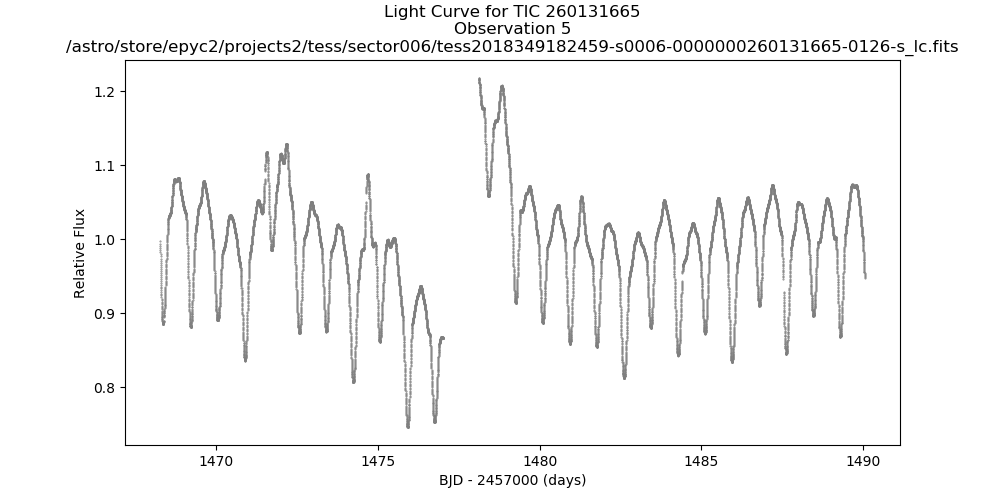 Light Curve for TIC 260131665
Observation 5
/astro/store/epyc2/projects2/tess/sector006/tess2018349182459-s0006-0000000260131665-0126-s_lc.fits
1.2
1.1
1.0
0.9
0.8
Relative Flux
1470
1475
1480
1485
1490
BJD - 2457000 (days)